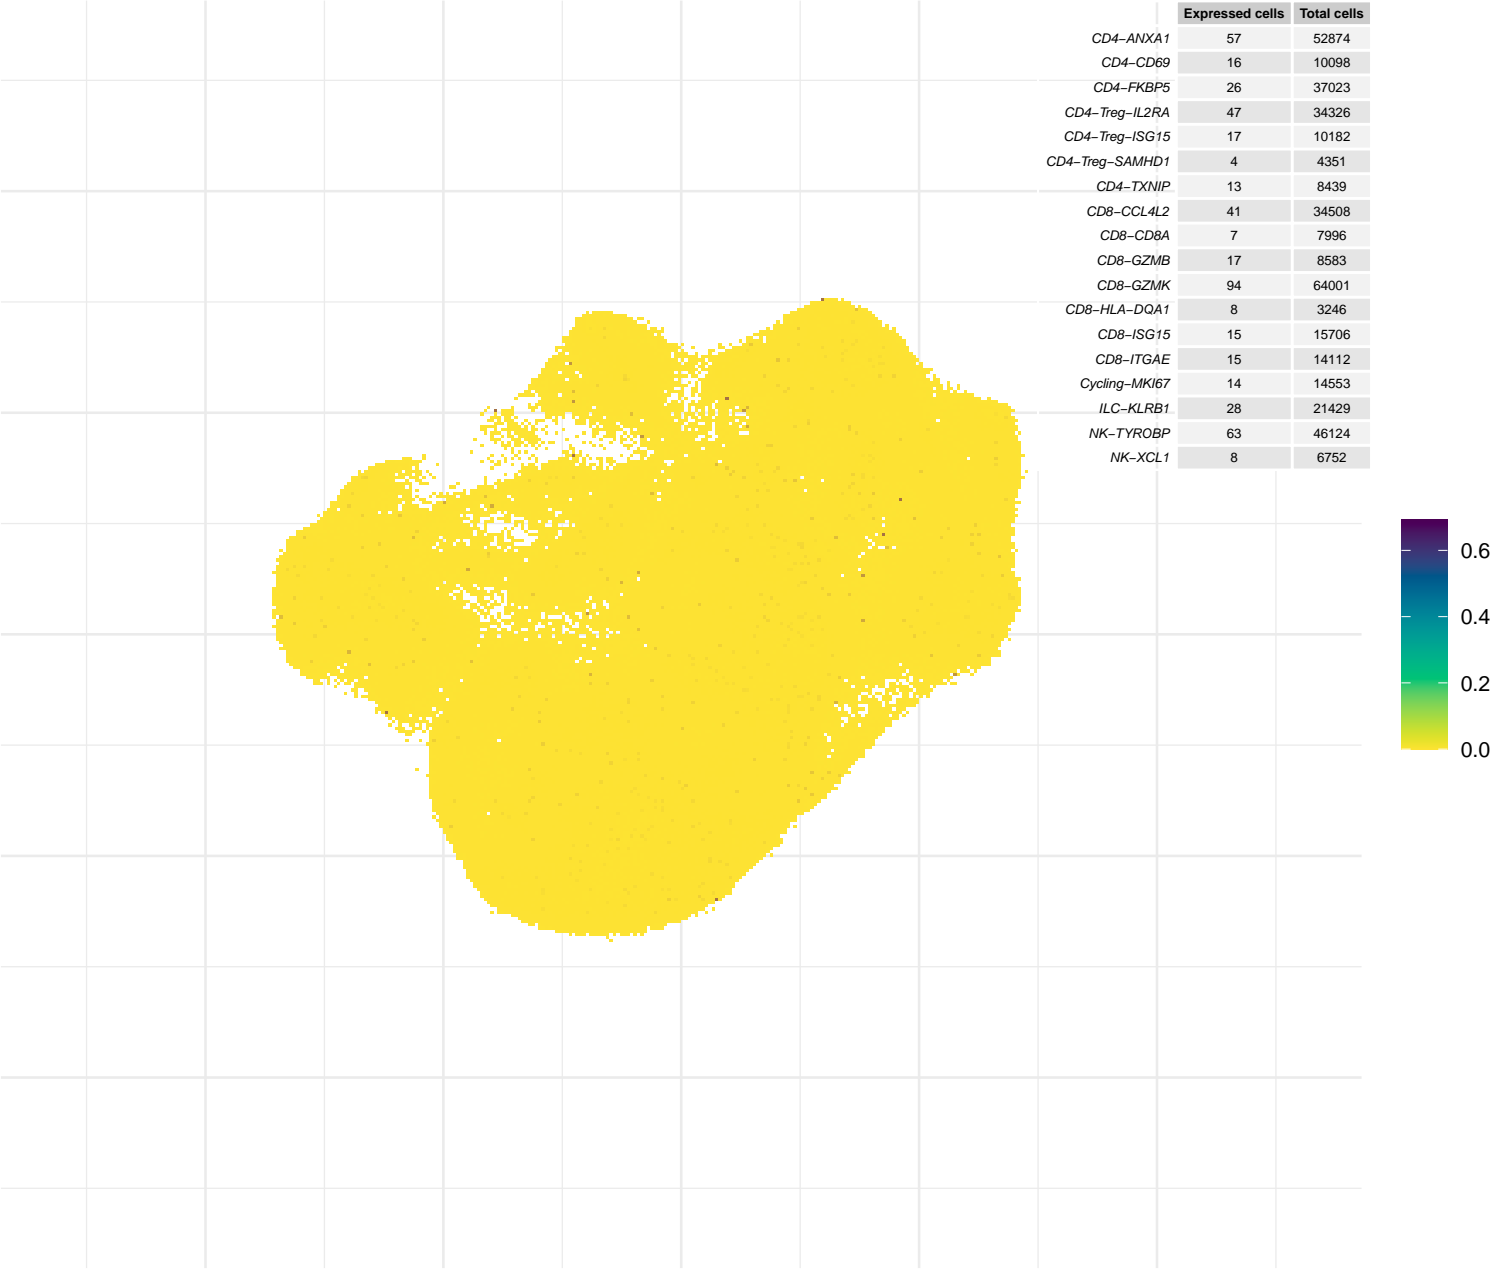 Expressed cells Total cells
CD4−ANXA1 57 52874
CD4−CD69 16 10098
CD4−FKBP5 26 37023
CD4−Treg−IL2RA 47 34326
CD4−Treg−ISG15 17 10182
CD4−Treg−SAMHD1 4 4351
CD4−TXNIP 13 8439
CD8−CCL4L2 41 34508
CD8−CD8A 7 7996
CD8−GZMB 17 8583
CD8−GZMK 94 64001
CD8−HLA−DQA1 8 3246
CD8−ISG15 15 15706
CD8−ITGAE 15 14112
Cycling−MKI67 14 14553
ILC−KLRB1 28 21429
NK−TYROBP 63 46124
NK−XCL1 8 6752
0.6
0.4
0.2
0.0